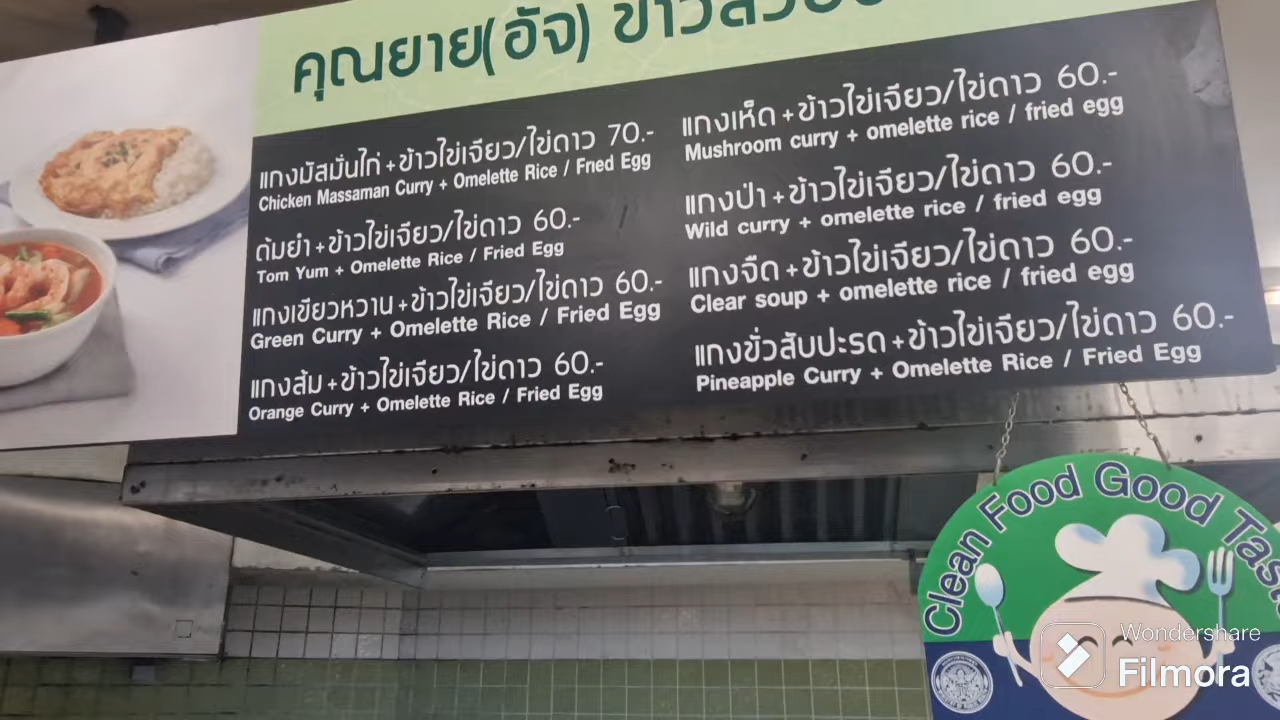 คุณยาย(อัจ)
แกงมัสมั่นไก่+ข้าวไข่เจียว/ไข่ดาว 70.-
Chicken Massaman Curry + Omelette Rice / Fried Egg
ต้มยำ+ข้าวไข่เจียว/ไข่ดาว 60.-
Tom Yum + Omelette Rice / Fried Egg
แกงเขียวหวาน+ข้าวไข่เจียว/ไข่ดาว 60.-
Green Curry + Omelette Rice / Fried Egg
แกงส้ม+ข้าวไข่เจียว/ไข่ดาว 60.-
Orange Curry + Omelette Rice / Fried Egg
แกงเห็ด+ข้าวไข่เจียว/ไข่ดาว 60.-
Mushroom curry + omelette rice / fried egg
แกงป่า+ข้าวไข่เจียว/ไข่ดาว 60.-
Wild curry + omelette rice / fried egg
แกงจืด+ข้าวไข่เจียว/ไข่ดาว 60.-
Clear soup + omelette rice / fried egg
แกงขั่วสับปะรด+ข้าวไข่เจียว/ไข่ดาว 60.-
Pineapple Curry + Omelette Rice / Fried Egg
Clean Food Good
Wondershare
Filmora